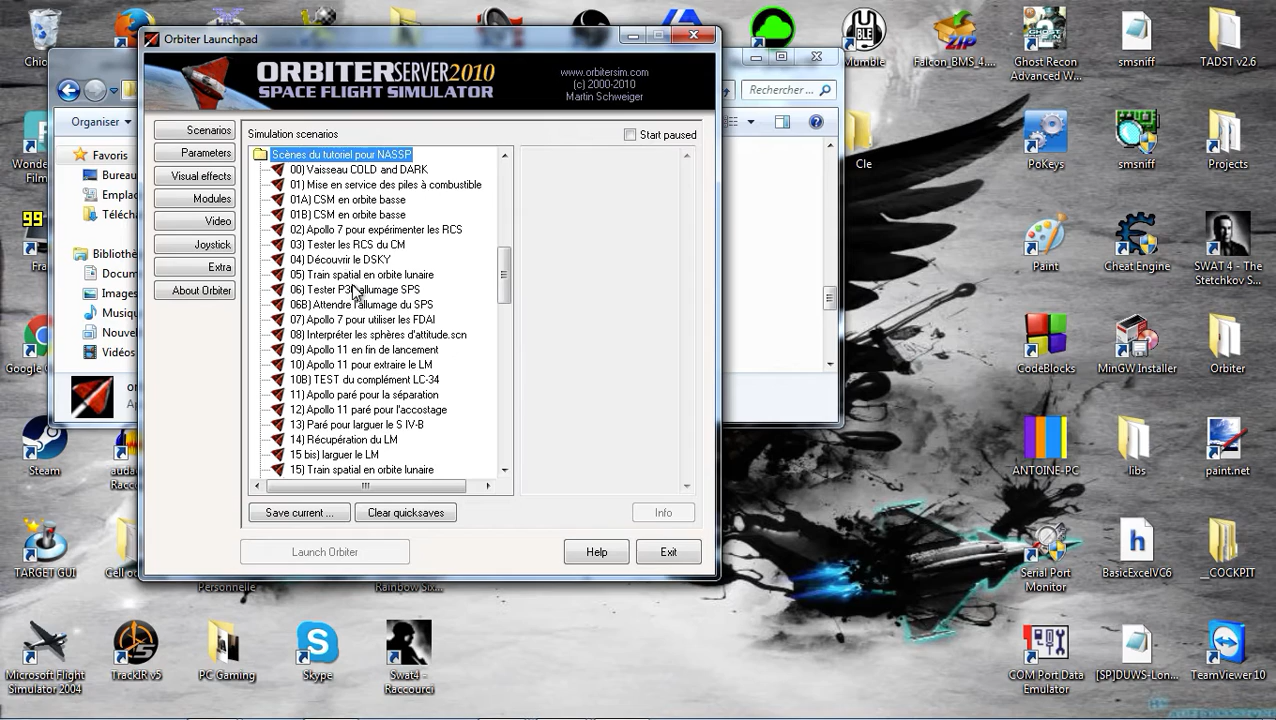 Orbiter Launchpad
ORBITERSERVER2010
SPACE FLIGHT SIMULATOR
www.orbitersim.com
(c) 2000-2010
Martin Schweiger
Scenarios
Parameters
Visual effects
Modules
Video
Joystick
Extra
About Orbiter
Simulation scenarios
Start paused
Scènes du tutoriel pour NASSP
00) Vaisseau COLD and DARK
01) Mise en service des piles à combustible
01A) CSM en orbite basse
01B) CSM en orbite basse
02) Apollo 7 pour expérimenter les RCS
03) Tester les RCS du CM
04) Découvrir le DSKY
05) Train spatial en orbite lunaire
06) Tester P3 allumage SPS
06B) Attendre l'allumage du SPS
07) Apollo 7 pour utiliser les FDAI
08) Interpréter les sphères d'attitude.scn
09) Apollo 11 en fin de lancement
10) Apollo 11 pour extraire le LM
10B) TEST du complément LC-34
11) Apollo paré pour la séparation
12) Apollo 11 paré pour l'accostage
13) Paré pour larguer le S IV-B
14) Récupération du LM
15 bis) larguer le LM
15) Train spatial en orbite lunaire
Save current ...
Clear quicksaves
Info
Launch Orbiter
Help
Exit
Organiser
Rechercher ...
Favoris
Bureau
Emplac
Téléch
Bibliothè
Docum
Images
Musiqu
Nouvel
Vidéos
Mumble
Falcon_BMS_4....
Ghost Recon
Advanced W...
smsniff
TADST v2.6
Cle
PoKeys
smsniff
Projects
Paint
Cheat Engine
SWAT 4 - The
Stetchkov S...
CodeBlocks
MinGW Installer
Orbiter
ANTOINE-PC
libs
paint.net
Serial Port
Monitor
BasicExcelVC6
__COCKPIT
COM Port Data
Emulator
[SP]DUWS-Lon...
TeamViewer 10
Steam
TARGET GUI
Personnelle
Rainbow Six...
Microsoft Flight
Simulator 2004
TrackIR v5
PC Gaming
Skype
Swat4 -
Raccourci